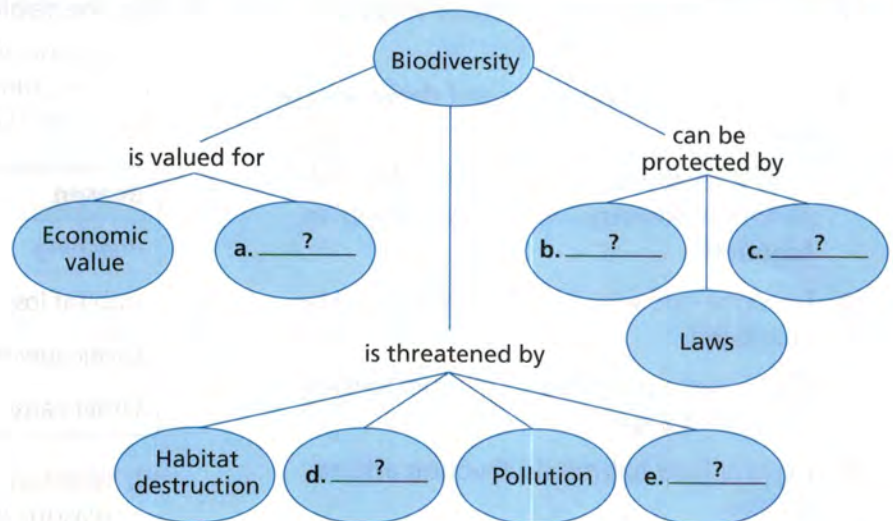 Biodiversity
is valued for
can be
protected by
Economic
value
a. ?
b. ?
c. ?
Laws
is threatened by
Habitat
destruction
d. ?
Pollution
e. ?